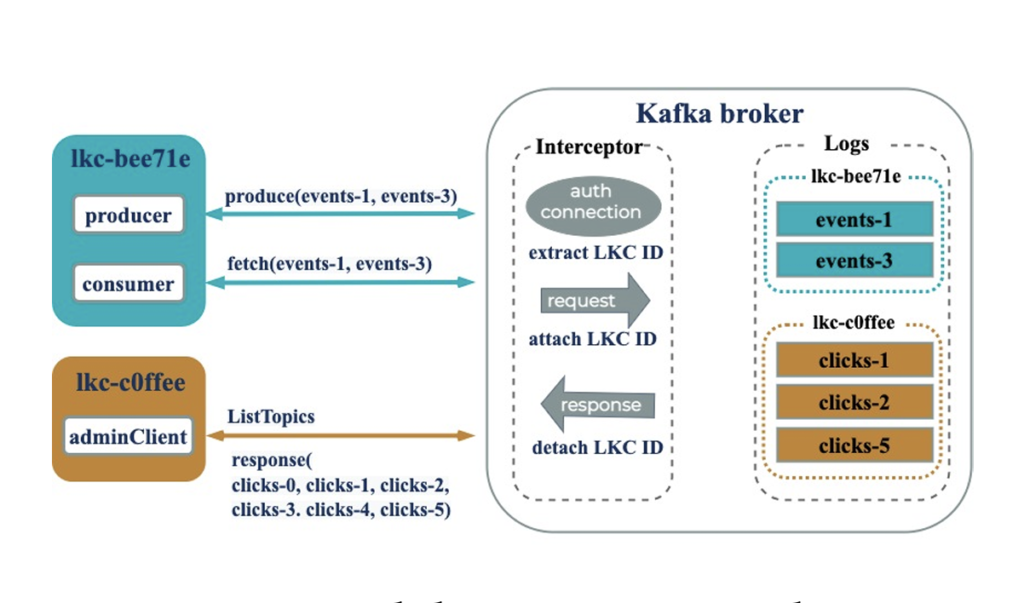 Kafka broker
lkc-bee71e
producer
consumer
produce(events-1, events-3)
fetch(events-1, events-3)
lkc-c0ffee
adminClient
ListTopics
response(
clicks-0, clicks-1, clicks-2,
clicks-3. clicks-4, clicks-5)
Interceptor
auth
connection
extract LKC ID
request
attach LKC ID
response
detach LKC ID
Logs
lkc-bee71e
events-1
events-3
lkc-c0ffee
clicks-1
clicks-2
clicks-5